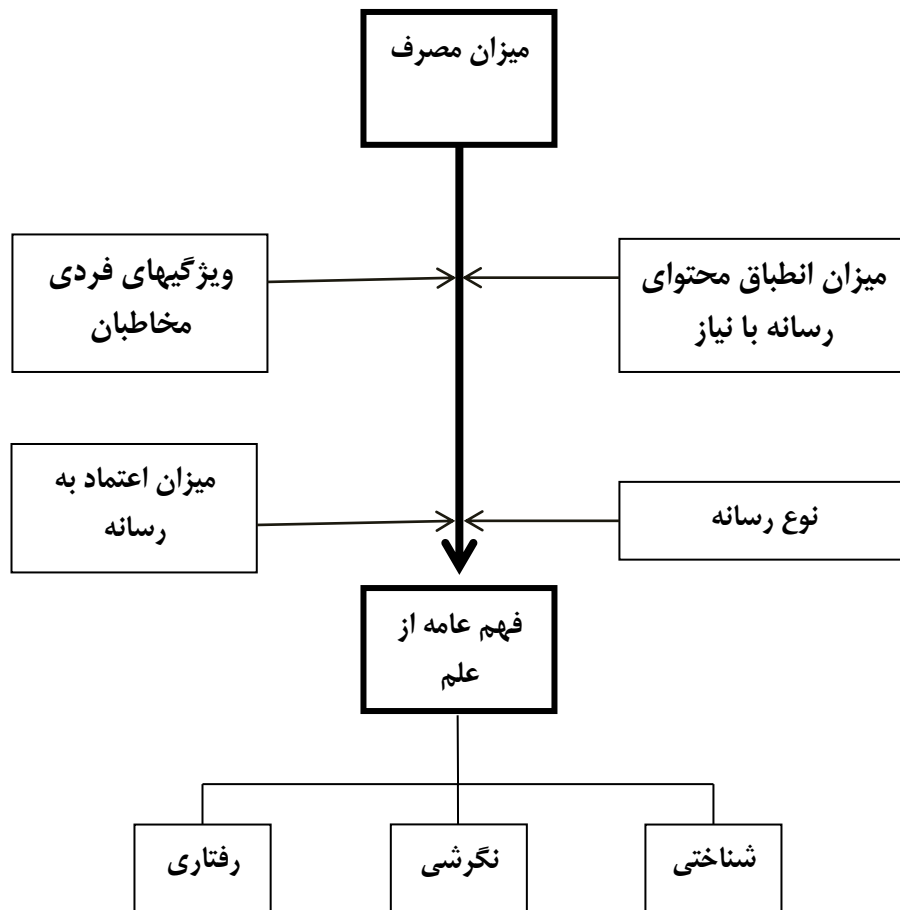 میزان مصرف
میزان انطباق محتوای
رسانه با نیاز
ویژگیهای فردی
مخاطبان
نوع رسانه
میزان اعتماد به
رسانه
فهم عامه از
علم
شناختی
نگرشی
رفتاری